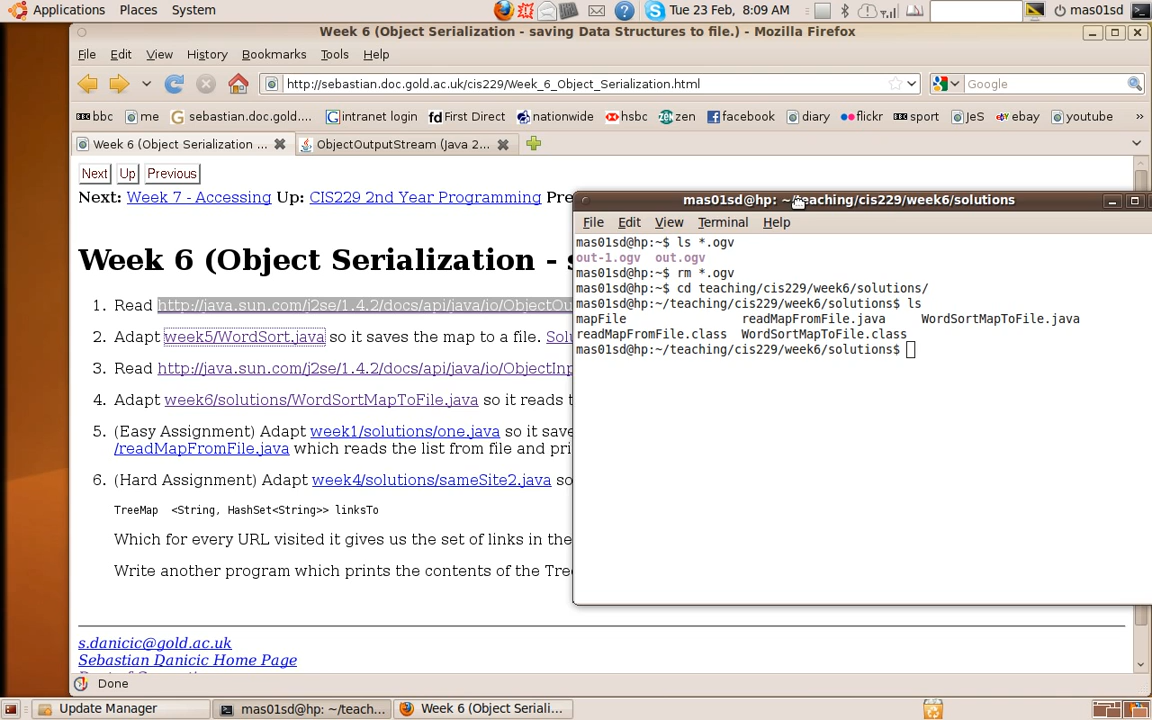 Applications Places System Tue 23 Feb, 8:09 AM mas01sd
Week 6 (Object Serialization - saving Data Structures to file.) - Mozilla Firefox
File Edit View History Bookmarks Tools Help
http://sebastian.doc.gold.ac.uk/cis229/Week_6_Object_Serialization.html Google
bbc me sebastian.doc.gold.... intranet login fd First Direct nationwide hsbc zen facebook diary flickr sport JeS ebay youtube »
Week 6 (Object Serialization ... ObjectOutputStream (Java 2...
Next Up Previous
Next: Week 7 - Accessing Up: CIS229 2nd Year Programming Pre
Week 6 (Object Serialization - s
1. Read http://java.sun.com/j2se/1.4.2/docs/api/java/io/ObjectOu
2. Adapt week5/WordSort.java so it saves the map to a file. Solu
3. Read http://java.sun.com/j2se/1.4.2/docs/api/java/io/ObjectInp
4. Adapt week6/solutions/WordSortMapToFile.java so it reads t
5. (Easy Assignment) Adapt week1/solutions/one.java so it save
/readMapFromFile.java which reads the list from file and pri
6. (Hard Assignment) Adapt week4/solutions/sameSite2.java so
TreeMap <String, HashSet<String>> linksTo
Which for every URL visited it gives us the set of links in the
Write another program which prints the contents of the Tree
s.danicic@gold.ac.uk
Sebastian Danicic Home Page
Done
mas01sd@hp: ~/teaching/cis229/week6/solutions
File Edit View Terminal Help
mas01sd@hp:~$ ls *.ogv
out-1.ogv out.ogv
mas01sd@hp:~$ rm *.ogv
mas01sd@hp:~$ cd teaching/cis229/week6/solutions/
mas01sd@hp:~/teaching/cis229/week6/solutions$ ls
mapFile readMapFromFile.java WordSortMapToFile.java
readMapFromFile.class WordSortMapToFile.class
mas01sd@hp:~/teaching/cis229/week6/solutions$
Update Manager mas01sd@hp: ~/teach... Week 6 (Object Seriali...